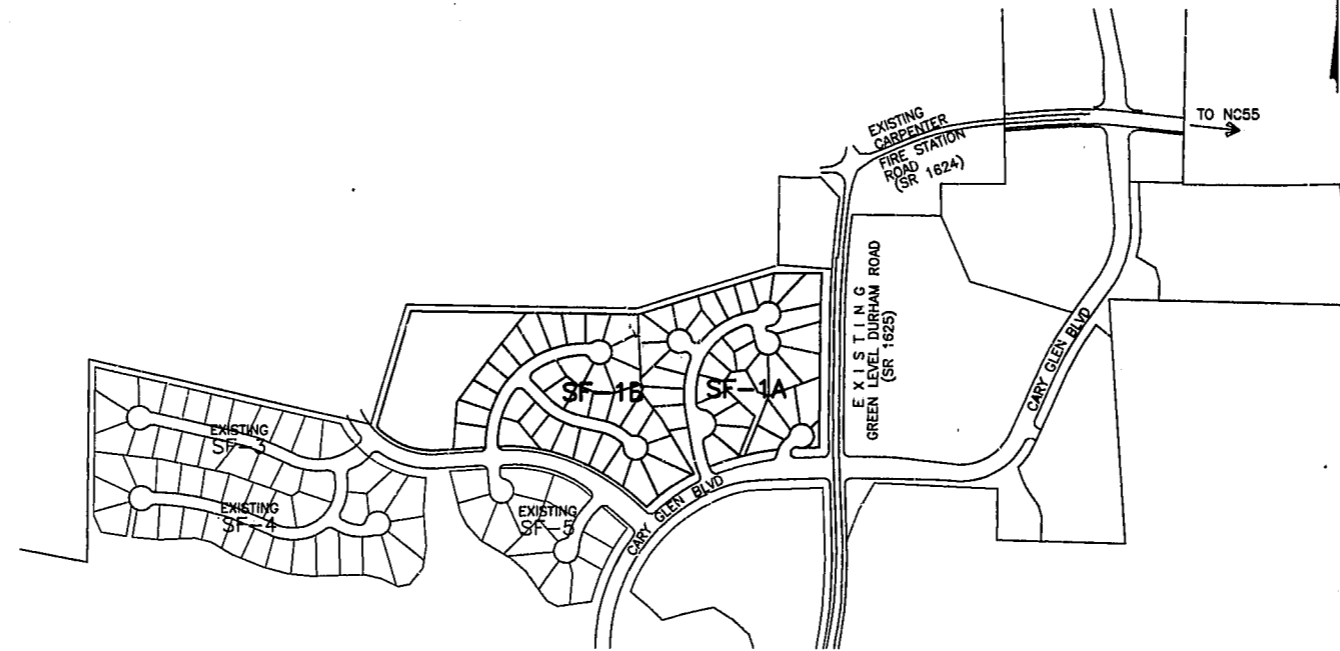 EXISTING
CARPENTER
FIRE STATION
ROAD
(SR 1624)
TO NC55
EXISTING
GREEN LEVEL DURHAM ROAD
(SR 1625)
CARY GLEN BLVD
SF-1B
SF-1A
EXISTING
SF-3
EXISTING
SF-4
EXISTING
SF-5
CARY GLEN BLVD